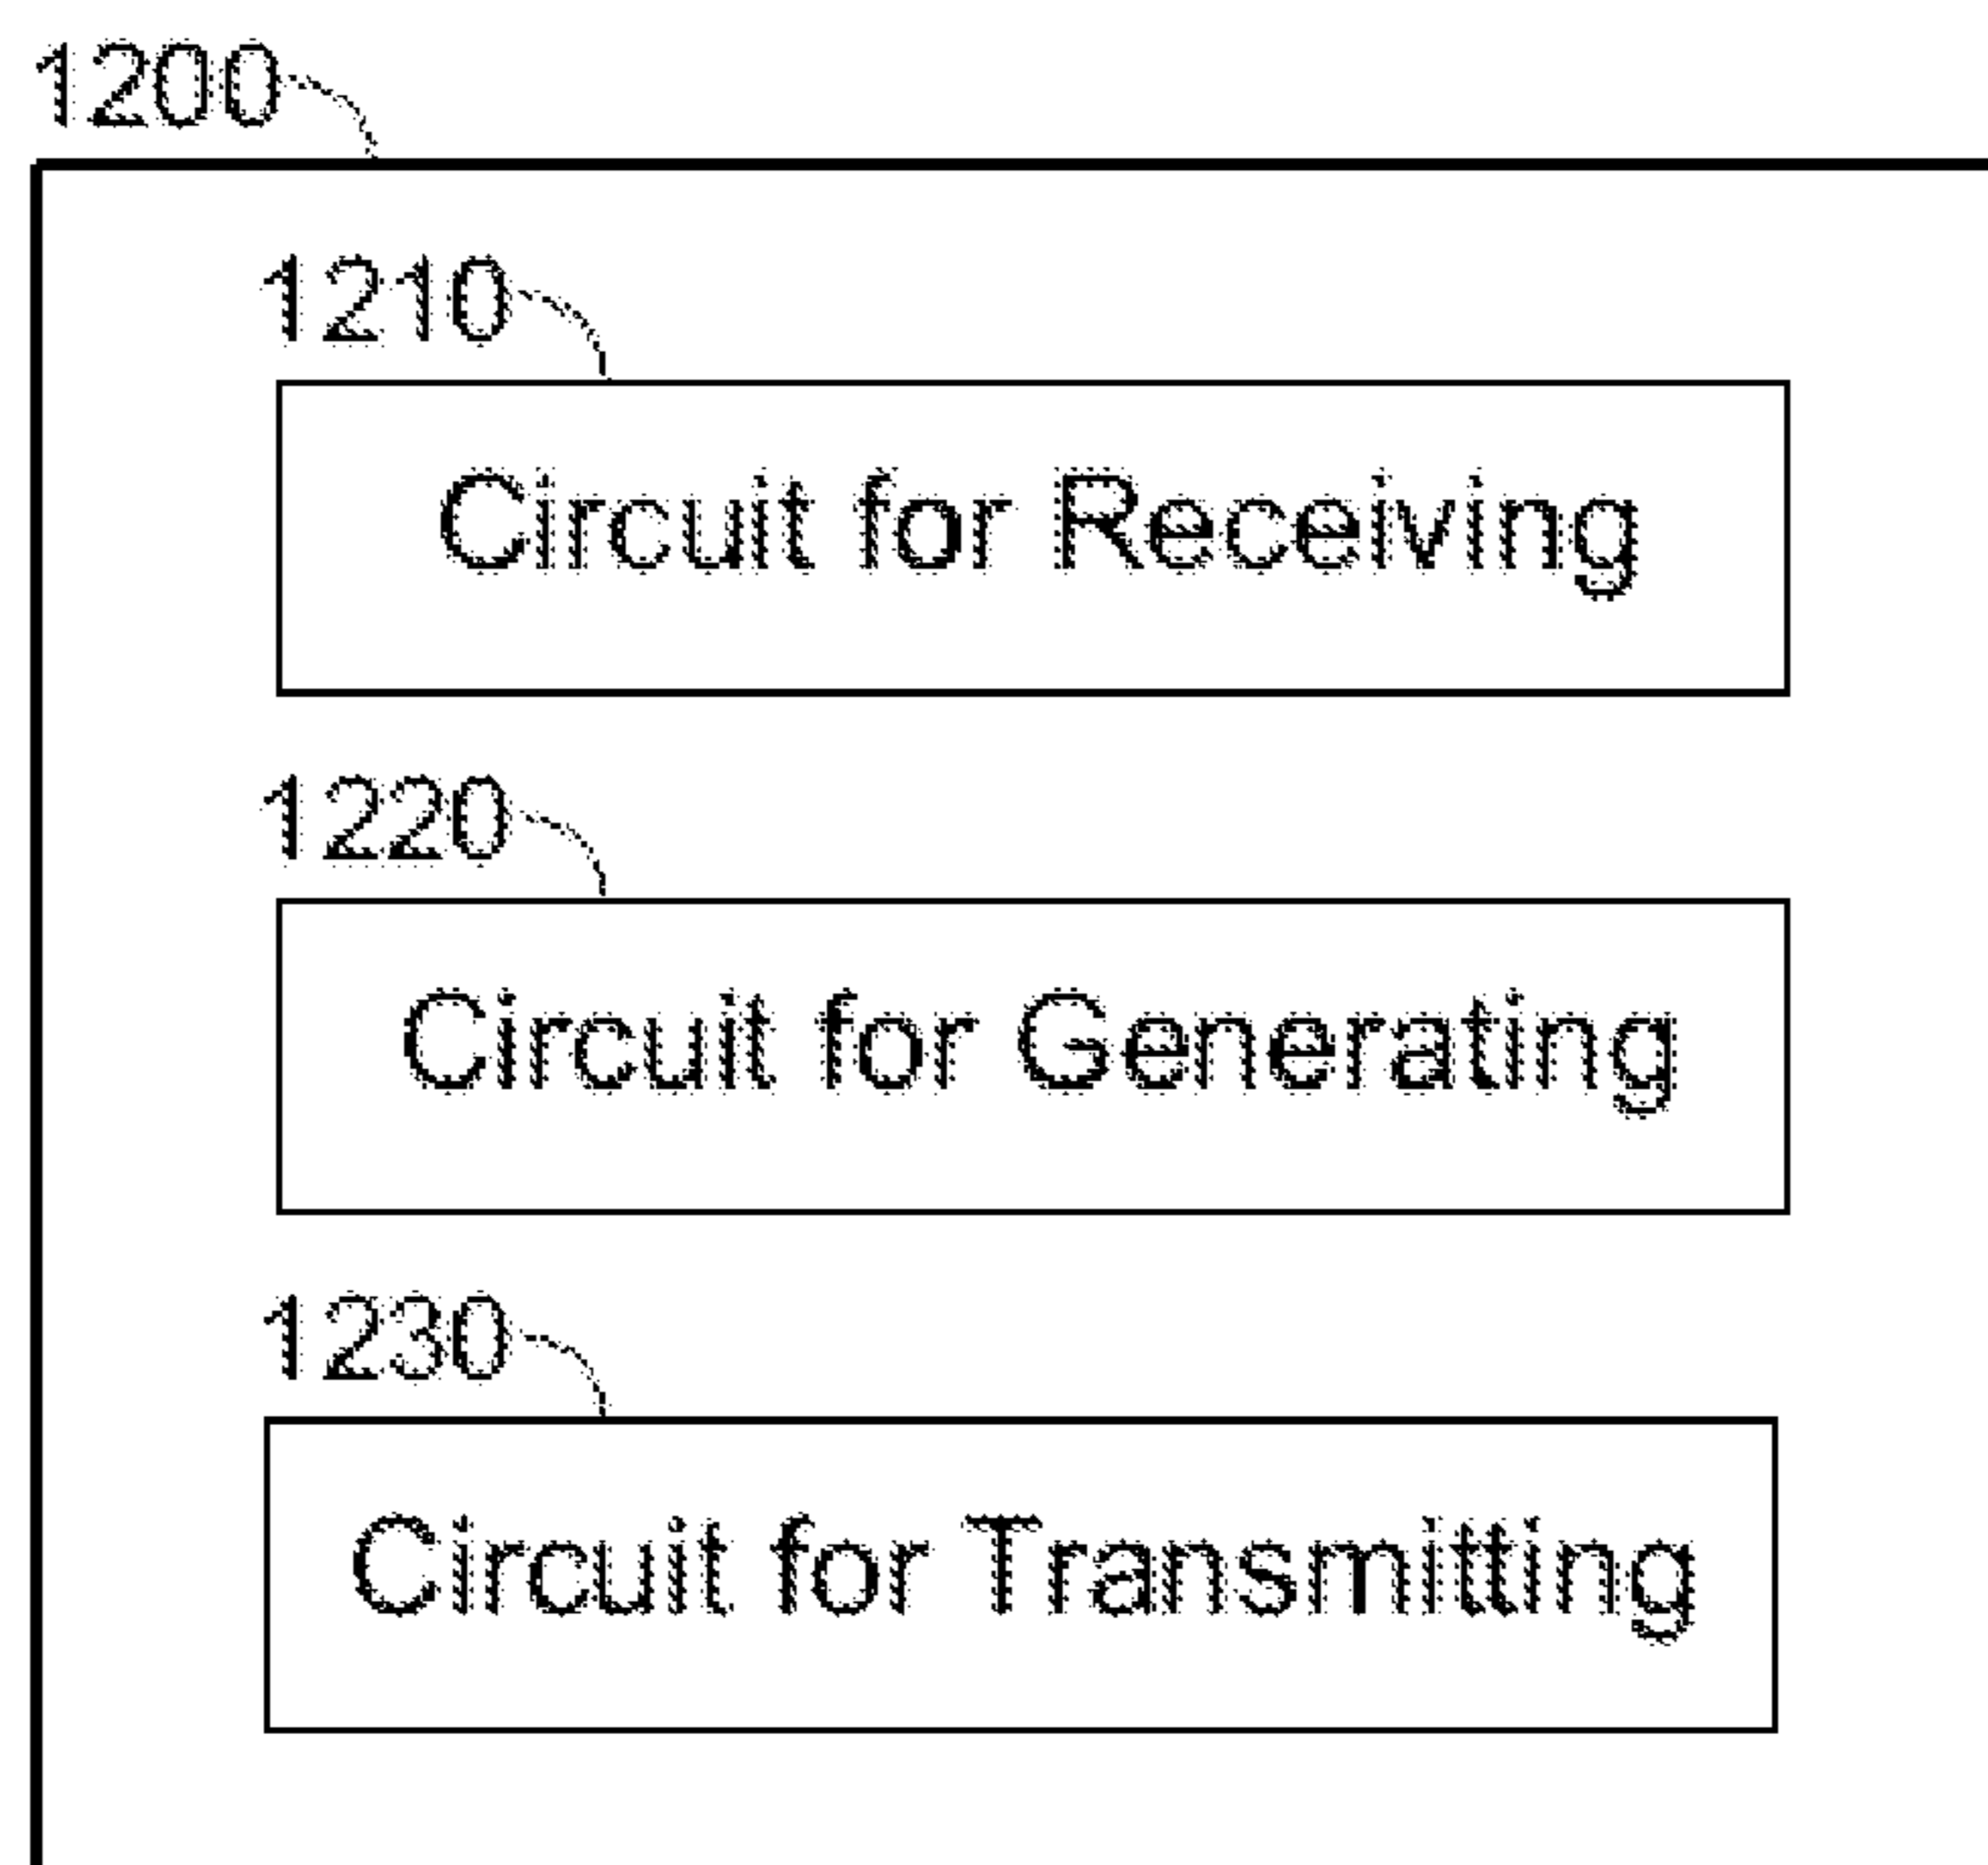 1200
1210
Circuit for Receiving
1220
Circuit for Generating
1230
Circuit for Transmitting